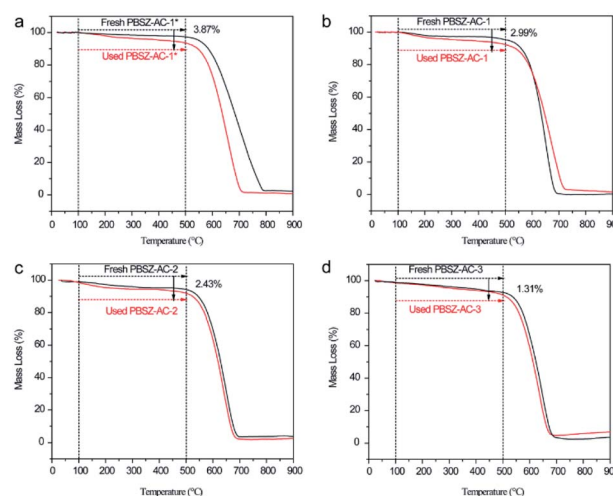 a
Fresh PBSZ-AC-1*
3.87%
Used PBSZ-AC-1*
Mass Loss (%)
100
80
60
40
20
0
0 100 200 300 400 500 600 700 800 900
Temperature (°C)
b
Fresh PBSZ-AC-1
2.99%
Used PBSZ-AC-1
Mass Loss (%)
100
80
60
40
20
0
0 100 200 300 400 500 600 700 800 900
Temperature (°C)
c
Fresh PBSZ-AC-2
2.43%
Used PBSZ-AC-2
Mass Loss (%)
100
80
60
40
20
0
0 100 200 300 400 500 600 700 800 900
Temperature (°C)
d
Fresh PBSZ-AC-3
1.31%
Used PBSZ-AC-3
Mass Loss (%)
100
80
60
40
20
0
0 100 200 300 400 500 600 700 800 900
Temperature (°C)